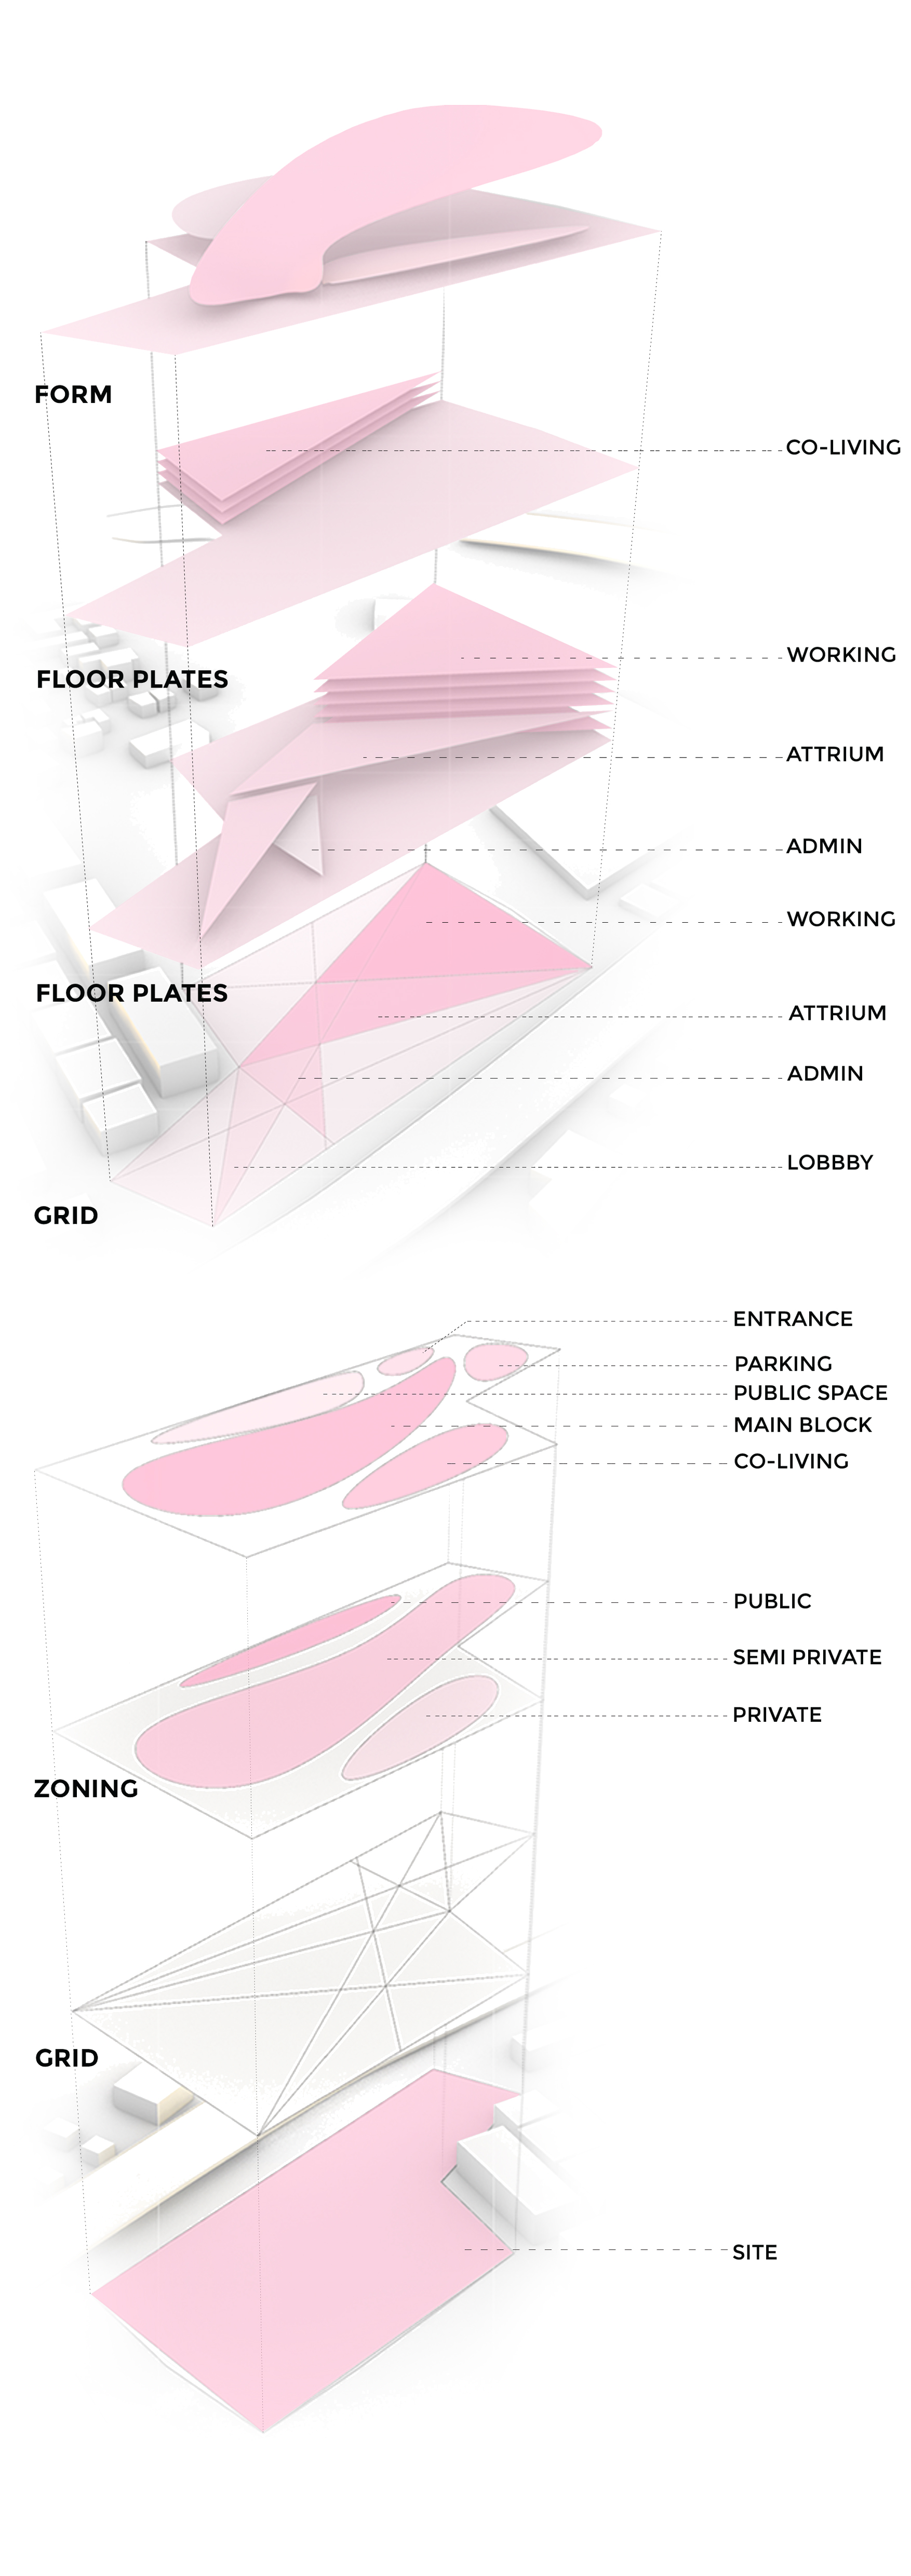 FORM
CO-LIVING
WORKING
FLOOR PLATES
ATTRIUM
ADMIN
WORKING
FLOOR PLATES
ATTRIUM
ADMIN
LOBBBY
GRID
ENTRANCE
PARKING
PUBLIC SPACE
MAIN BLOCK
CO-LIVING
PUBLIC
SEMI PRIVATE
PRIVATE
ZONING
GRID
SITE